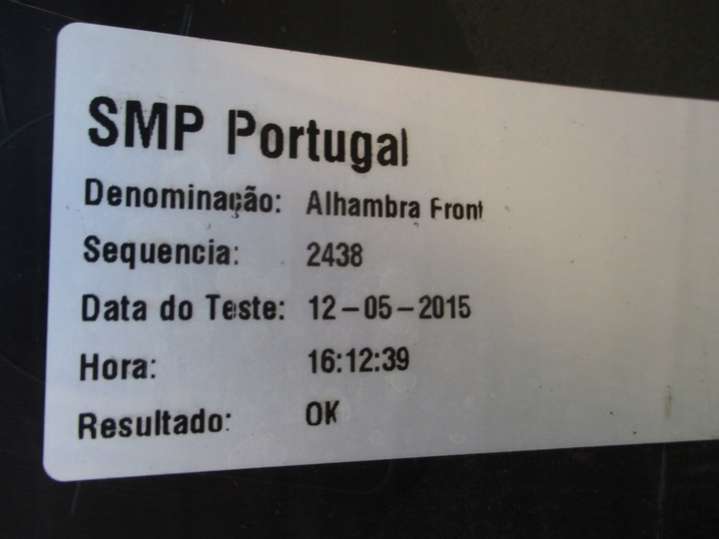 SMP Portugal
Denominação: Alhambra Front
Sequencia: 2438
Data do Teste: 12-05-2015
Hora: 16:12:39
Resultado: OK